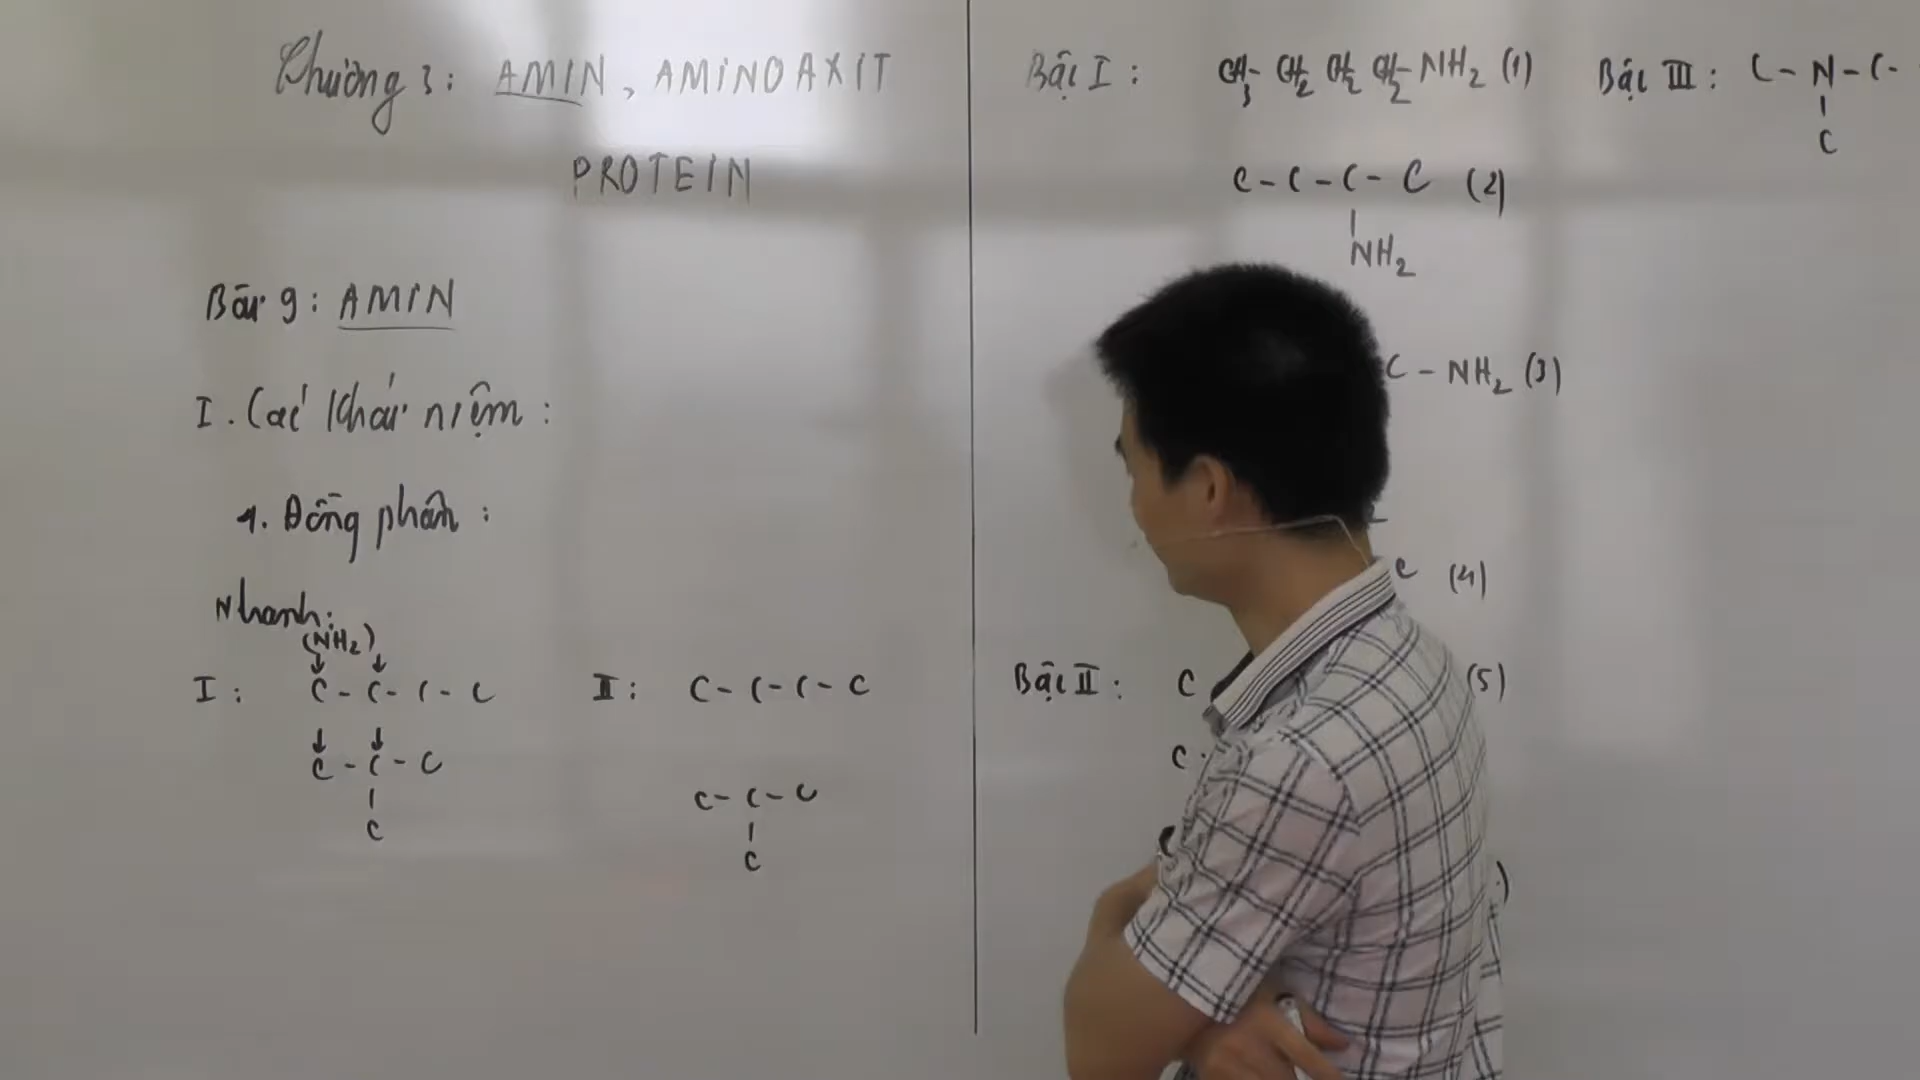 Chương 3: AMIN, AMINOAXIT
PROTEIN
Bài 9: AMIN
I. Các khái niệm:
1. Đồng phân:
Nhanh:
(NH2)
I: C - C - C - C
C - C - C
C
II: C - C - C - C
C - C - C
C
Bậc I: CH3- CH2 CH2 CH2-NH2 (1)
C - C - C - C (2)
NH2
C - NH2 (3)
C (4)
Bậc II: C (5)
C
Bậc III: C - N - C -
C